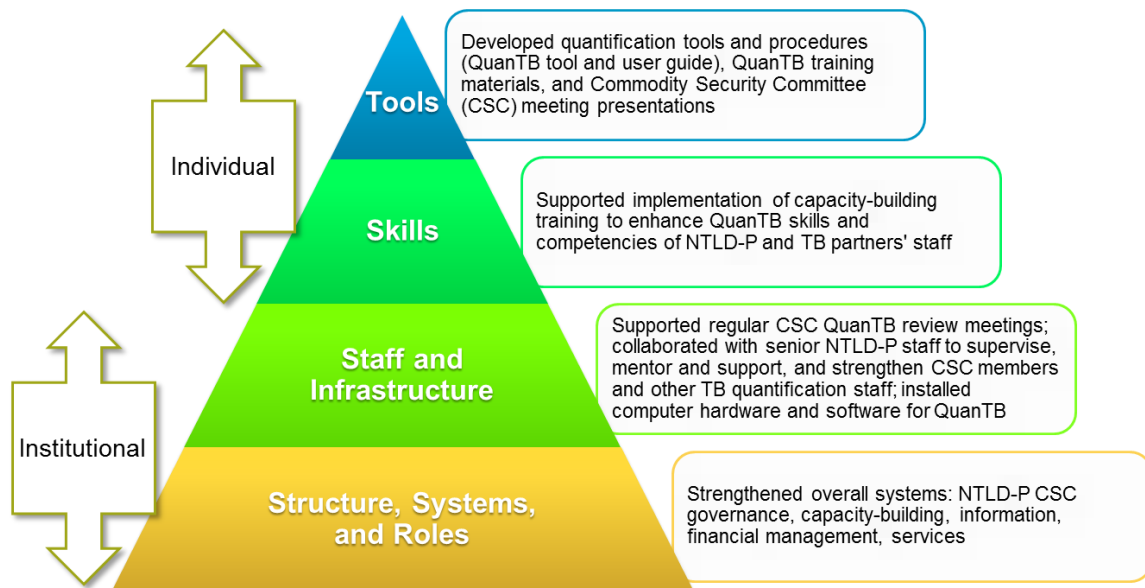 Developed quantification tools and procedures
(QuanTB tool and user guide), QuanTB training
materials, and Commodity Security Committee
(CSC) meeting presentations
Tools
Individual
Supported implementation of capacity-building
training to enhance QuanTB skills and
competencies of NTLD-P and TB partners' staff
Skills
Supported regular CSC QuanTB review meetings;
collaborated with senior NTLD-P staff to supervise,
mentor and support, and strengthen CSC members
and other TB quantification staff; installed
computer hardware and software for QuanTB
Staff and
Infrastructure
Institutional
Structure, Systems,
and Roles
Strengthened overall systems: NTLD-P CSC
governance, capacity-building, information,
financial management, services